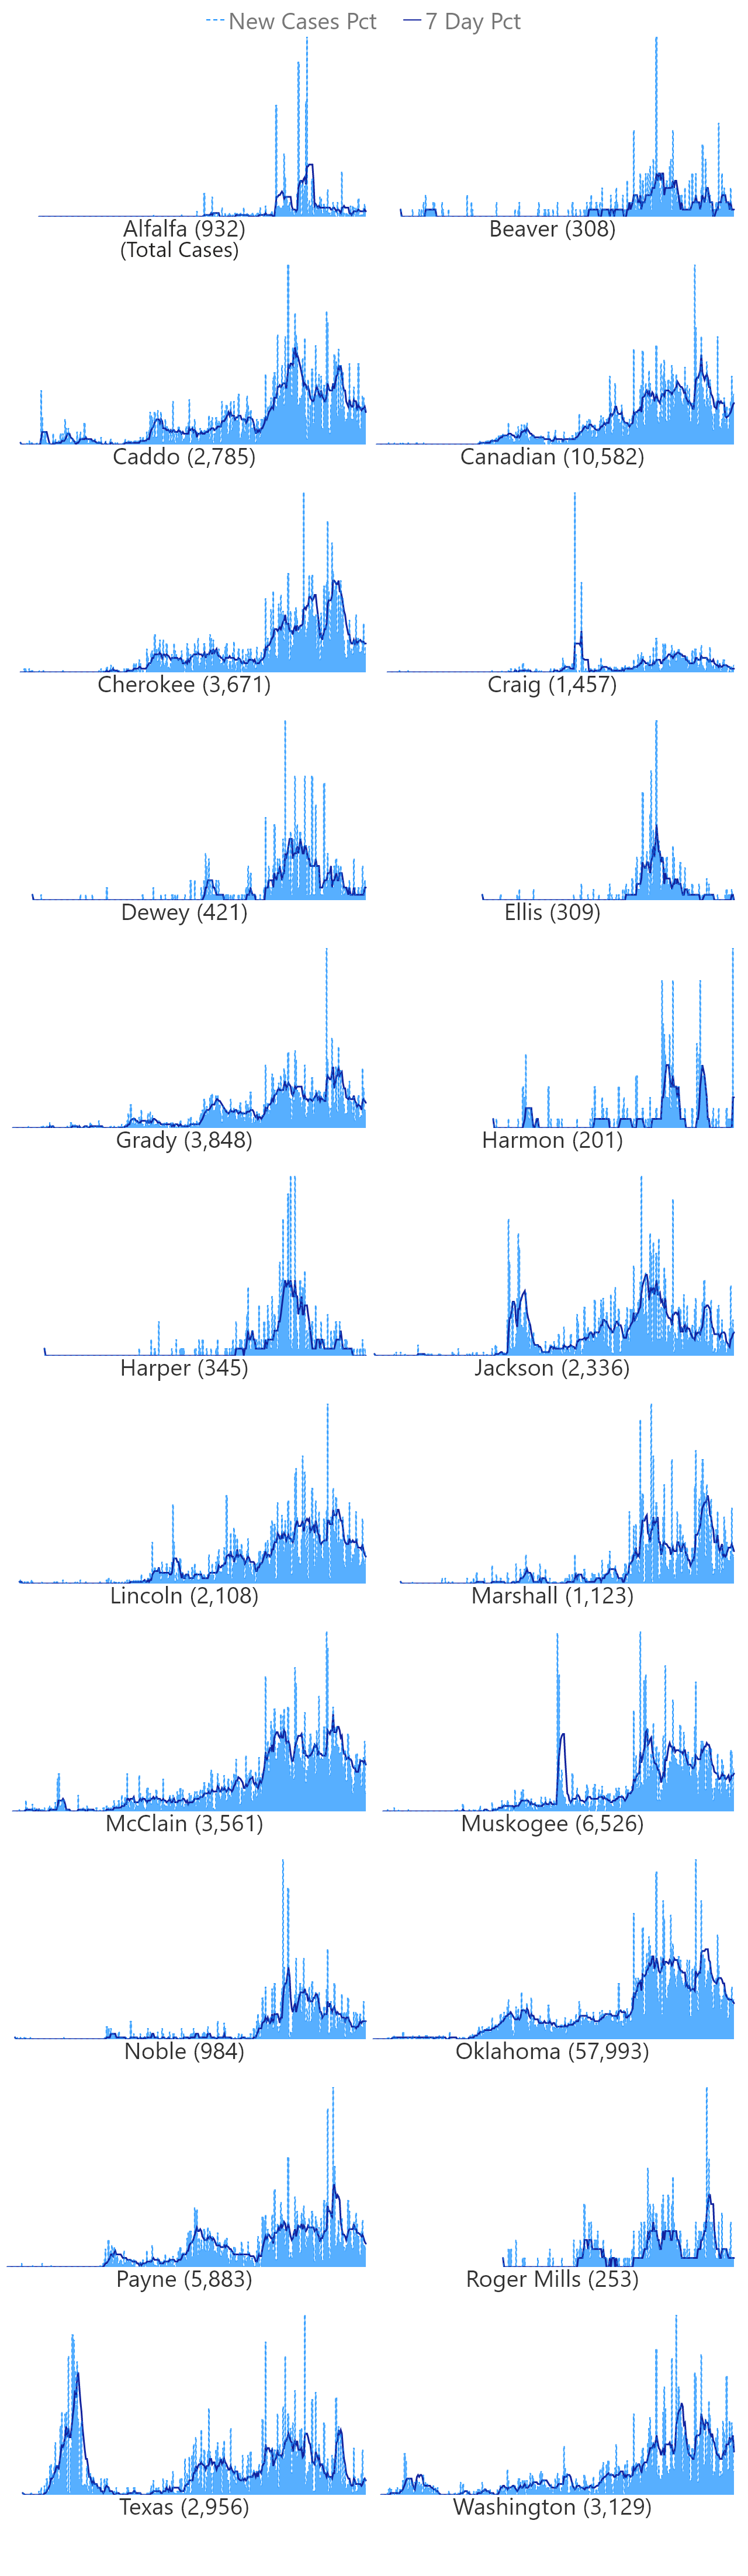 New Cases Pct 7 Day Pct
Alfalfa (932)
(Total Cases)
Beaver (308)
Caddo (2,785)
Canadian (10,582)
Cherokee (3,671)
Craig (1,457)
Dewey (421)
Ellis (309)
Grady (3,848)
Harmon (201)
Harper (345)
Jackson (2,336)
Lincoln (2,108)
Marshall (1,123)
McClain (3,561)
Muskogee (6,526)
Noble (984)
Oklahoma (57,993)
Payne (5,883)
Roger Mills (253)
Texas (2,956)
Washington (3,129)